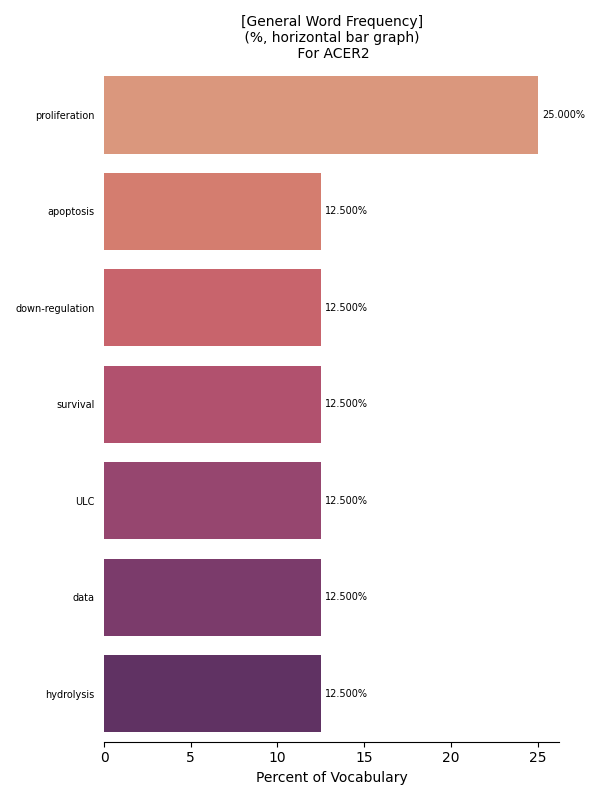 [General Word Frequency]
(%, horizontal bar graph)
For ACER2
proliferation 25.000%
apoptosis 12.500%
down-regulation 12.500%
survival 12.500%
ULC 12.500%
data 12.500%
hydrolysis 12.500%
0 5 10 15 20 25
Percent of Vocabulary